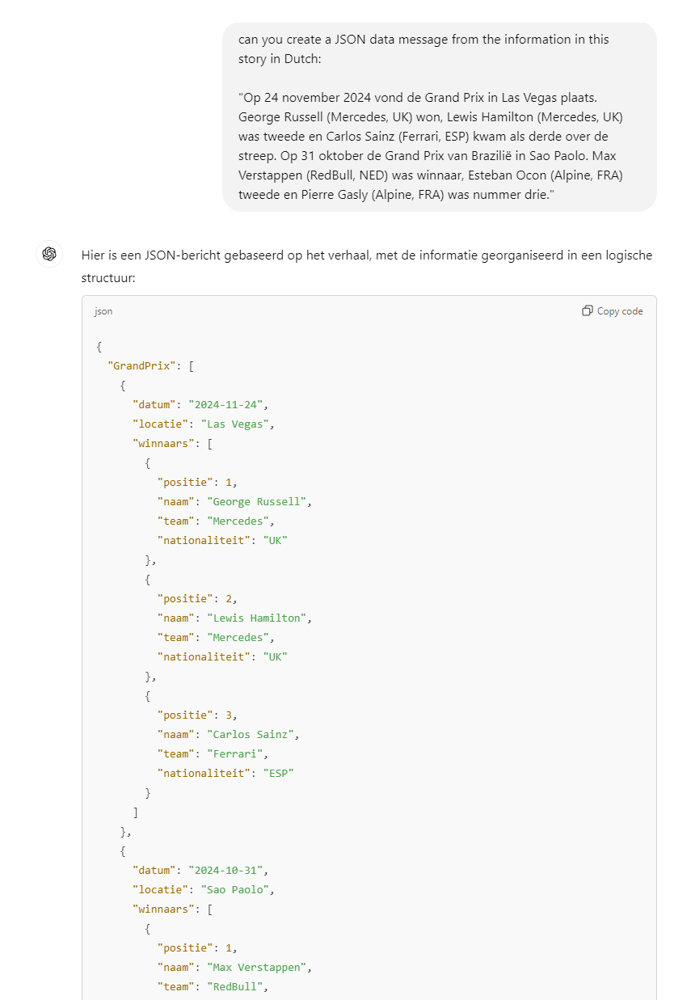 can you create a JSON data message from the information in this
story in Dutch:
"Op 24 november 2024 vond de Grand Prix in Las Vegas plaats.
George Russell (Mercedes, UK) won, Lewis Hamilton (Mercedes, UK)
was tweede en Carlos Sainz (Ferrari, ESP) kwam als derde over de
streep. Op 31 oktober de Grand Prix van Brazilië in Sao Paolo. Max
Verstappen (RedBull, NED) was winnaar, Esteban Ocon (Alpine, FRA)
tweede en Pierre Gasly (Alpine, FRA) was nummer drie."
Hier is een JSON-bericht gebaseerd op het verhaal, met de informatie georganiseerd in een logische
structuur:
json Copy code
{
  "GrandPrix": [
    {
      "datum": "2024-11-24",
      "locatie": "Las Vegas",
      "winnaars": [
        {
          "positie": 1,
          "naam": "George Russell",
          "team": "Mercedes",
          "nationaliteit": "UK"
        },
        {
          "positie": 2,
          "naam": "Lewis Hamilton",
          "team": "Mercedes",
          "nationaliteit": "UK"
        },
        {
          "positie": 3,
          "naam": "Carlos Sainz",
          "team": "Ferrari",
          "nationaliteit": "ESP"
        }
      ]
    },
    {
      "datum": "2024-10-31",
      "locatie": "Sao Paolo",
      "winnaars": [
        {
          "positie": 1,
          "naam": "Max Verstappen",
          "team": "RedBull",